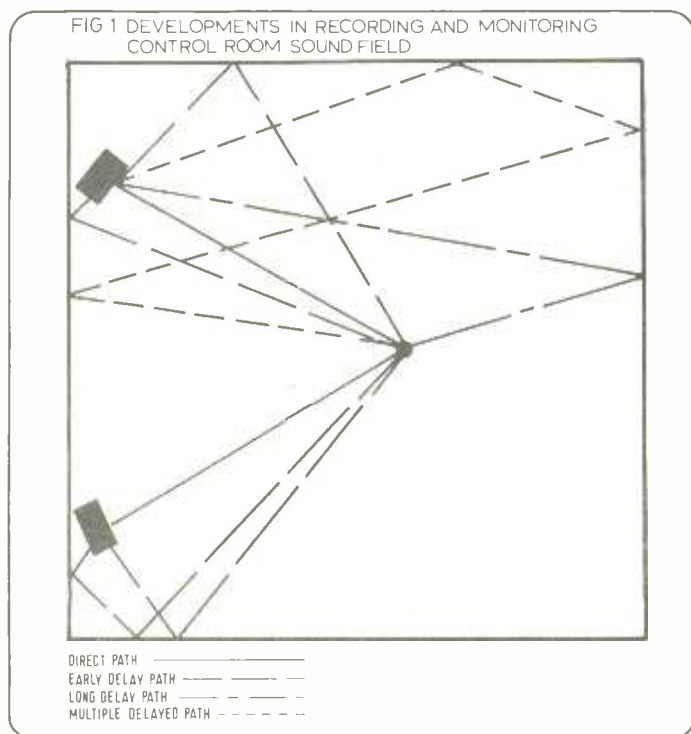 FIG 1 DEVELOPMENTS IN RECORDING AND MONITORING
CONTROL ROOM SOUND FIELD
DIRECT PATH
EARLY DELAY PATH
LONG DELAY PATH
MULTIPLE DELAYED PATH